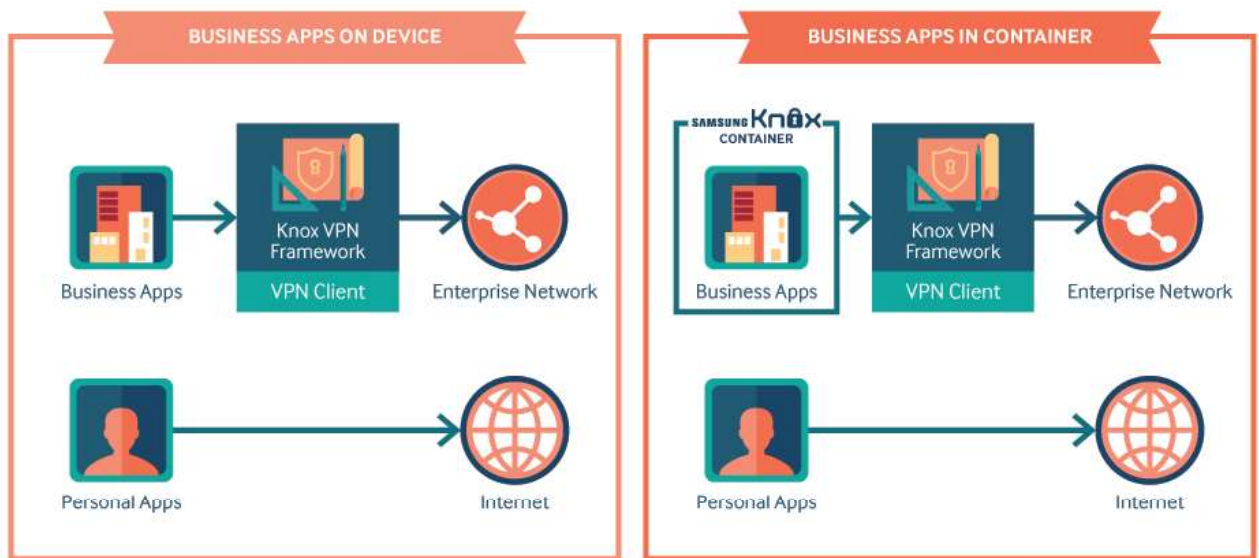 BUSINESS APPS ON DEVICE
Knox VPN
Framework
VPN Client
Business Apps
Enterprise Network
Personal Apps
Internet
BUSINESS APPS IN CONTAINER
SAMSUNG Knox
CONTAINER
Knox VPN
Framework
VPN Client
Business Apps
Enterprise Network
Personal Apps
Internet